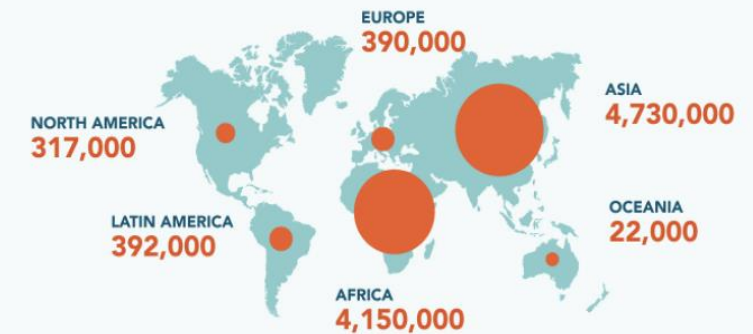 EUROPE
390,000
ASIA
4,730,000
NORTH AMERICA
317,000
LATIN AMERICA
392,000
OCEANIA
22,000
AFRICA
4,150,000